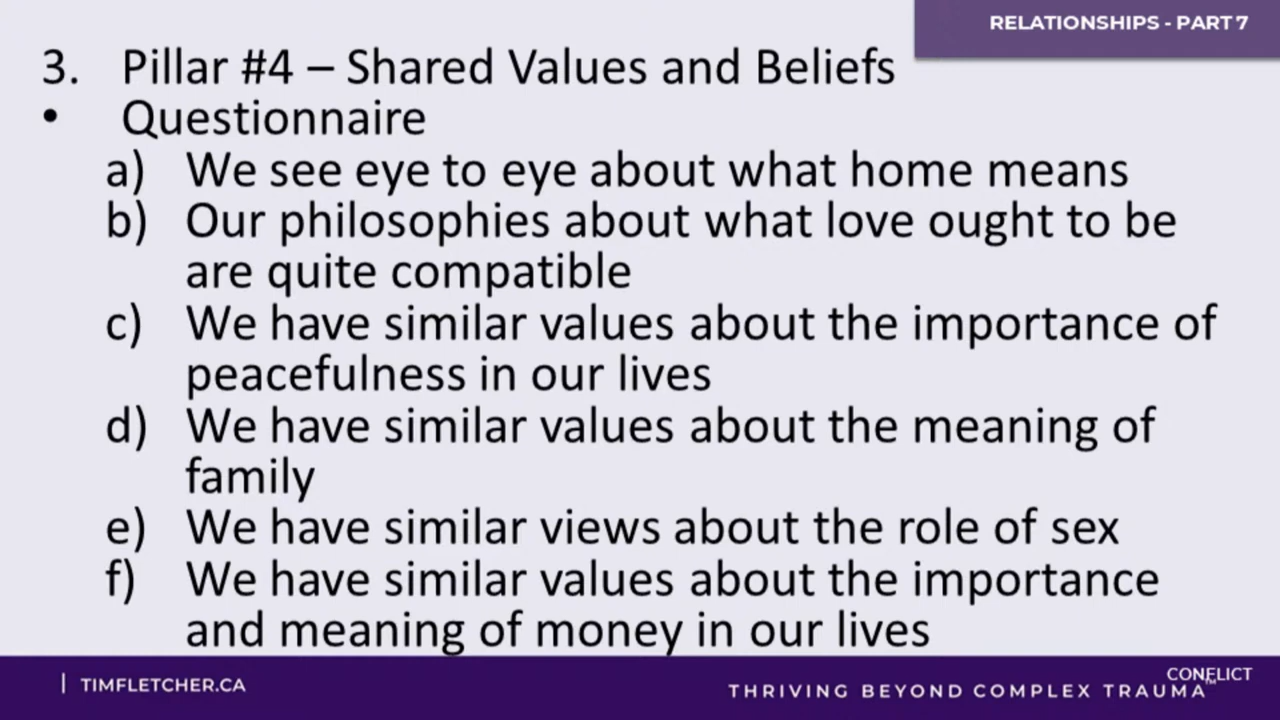 RELATIONSHIPS - PART 7
3. Pillar #4 – Shared Values and Beliefs
• Questionnaire
a) We see eye to eye about what home means
b) Our philosophies about what love ought to be
are quite compatible
c) We have similar values about the importance of
peacefulness in our lives
d) We have similar values about the meaning of
family
e) We have similar views about the role of sex
f) We have similar values about the importance
and meaning of money in our lives
| TIMFLETCHER.CA
CONFLICT
THRIVING BEYOND COMPLEX TRAUMA™